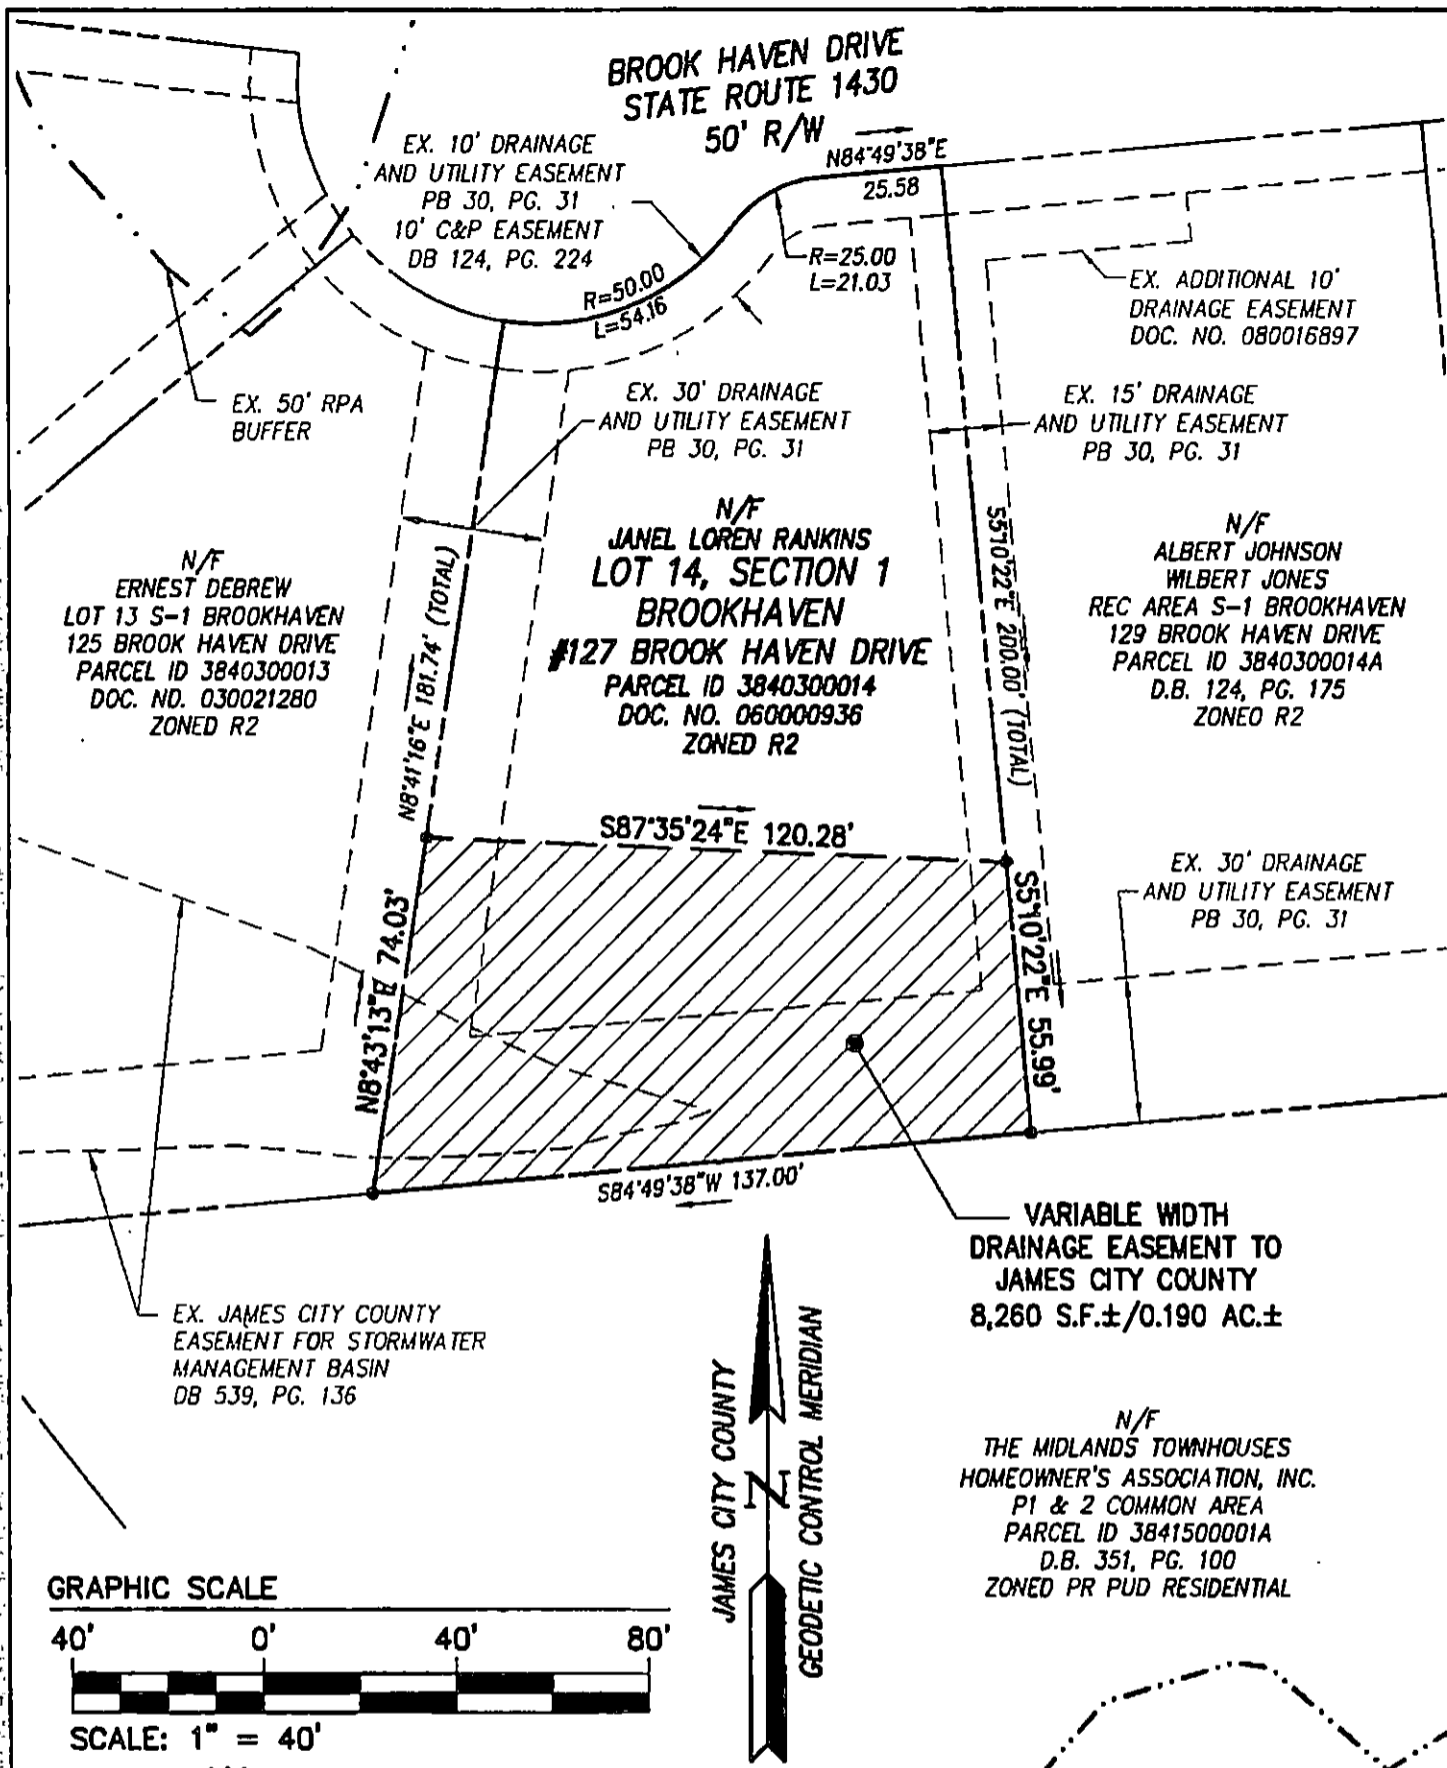 BROOK HAVEN DRIVE
STATE ROUTE 1430
50' R/W
N84°49'38"E
25.58
EX. 10' DRAINAGE
AND UTILITY EASEMENT
PB 30, PG. 31
10' C&P EASEMENT
DB 124, PG. 224
R=50.00
L=54.16
R=25.00
L=21.03
EX. ADDITIONAL 10'
DRAINAGE EASEMENT
DOC. NO. 080016897
EX. 50' RPA
BUFFER
EX. 30' DRAINAGE
AND UTILITY EASEMENT
PB 30, PG. 31
EX. 15' DRAINAGE
AND UTILITY EASEMENT
PB 30, PG. 31
N/F
ERNEST DEBREW
LOT 13 S-1 BROOKHAVEN
125 BROOK HAVEN DRIVE
PARCEL ID 3840300013
DOC. NO. 030021280
ZONED R2
N8°41'16"E 181.74' (TOTAL)
N/F
JANEL LOREN RANKINS
LOT 14, SECTION 1
BROOKHAVEN
#127 BROOK HAVEN DRIVE
PARCEL ID 3840300014
DOC. NO. 060000936
ZONED R2
S5°10'22"E 200.00' (TOTAL)
N/F
ALBERT JOHNSON
WILBERT JONES
REC AREA S-1 BROOKHAVEN
129 BROOK HAVEN DRIVE
PARCEL ID 3840300014A
D.B. 124, PG. 175
ZONED R2
S87°35'24"E 120.28'
N8°43'13"E 74.03'
S5°10'22"E 55.99'
EX. 30' DRAINAGE
AND UTILITY EASEMENT
PB 30, PG. 31
S84°49'38"W 137.00'
VARIABLE WIDTH
DRAINAGE EASEMENT TO
JAMES CITY COUNTY
8,260 S.F.±/0.190 AC.±
EX. JAMES CITY COUNTY
EASEMENT FOR STORMWATER
MANAGEMENT BASIN
DB 539, PG. 136
JAMES CITY COUNTY
N
GEODETIC CONTROL MERIDIAN
N/F
THE MIDLANDS TOWNHOUSES
HOMEOWNER'S ASSOCIATION, INC.
P1 & 2 COMMON AREA
PARCEL ID 3841500001A
D.B. 351, PG. 100
ZONED PR PUD RESIDENTIAL
GRAPHIC SCALE
40' 0' 40' 80'
SCALE: 1" = 40'